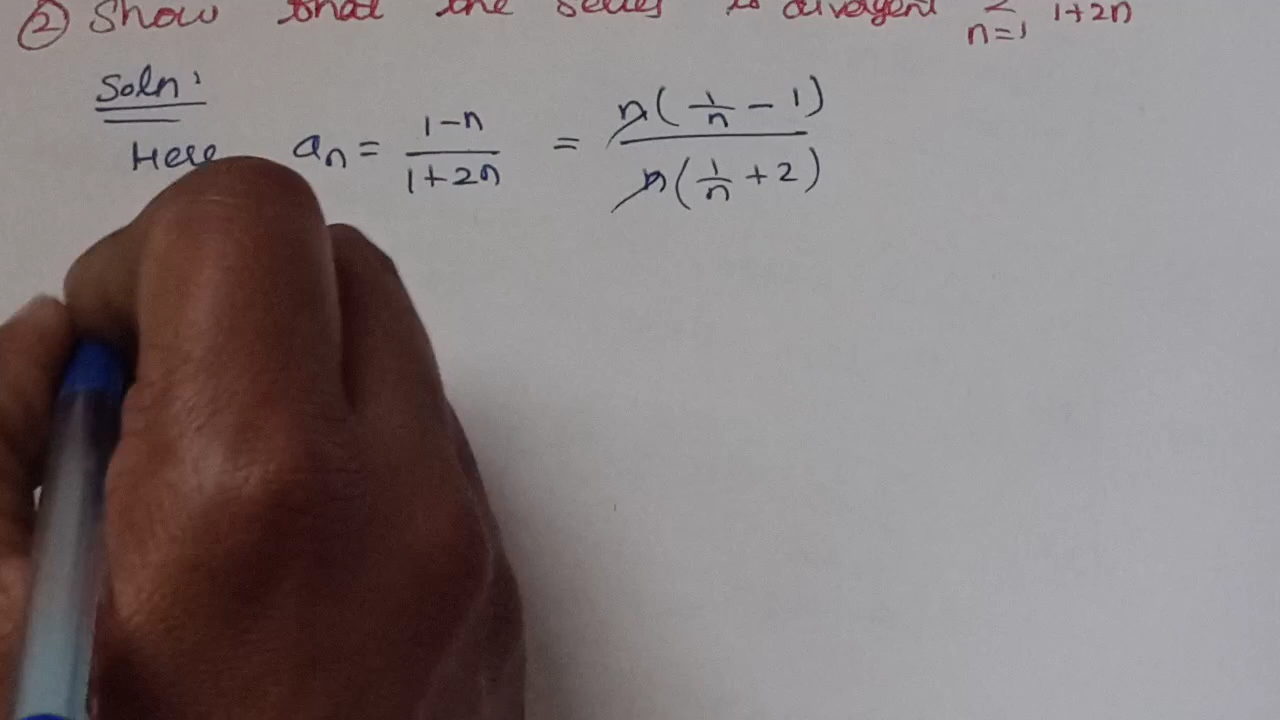 ② Show that the series is divergent Σ n=1 1+2n
Soln:
Here an = 1-n / 1+2n = n(1/n - 1) / n(1/n + 2)